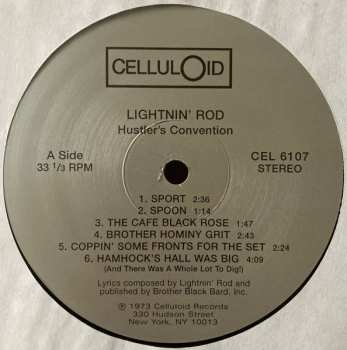 CELLULOID
LIGHTNIN' ROD
Hustler's Convention
A Side
33 1/3 RPM
CEL 6107
STEREO
1. SPORT 2:36
2. SPOON 1:14
3. THE CAFE BLACK ROSE 1:47
4. BROTHER HOMINY GRIT 2:43
5. COPPIN' SOME FRONTS FOR THE SET 2:24
6. HAMHOCK'S HALL WAS BIG 4:09
(And There Was A Whole Lot To Dig!)
Lyrics composed by Lightnin' Rod and
published by Brother Black Bard, Inc.
℗ 1973 Celluloid Records
330 Hudson Street
New York, NY 10013